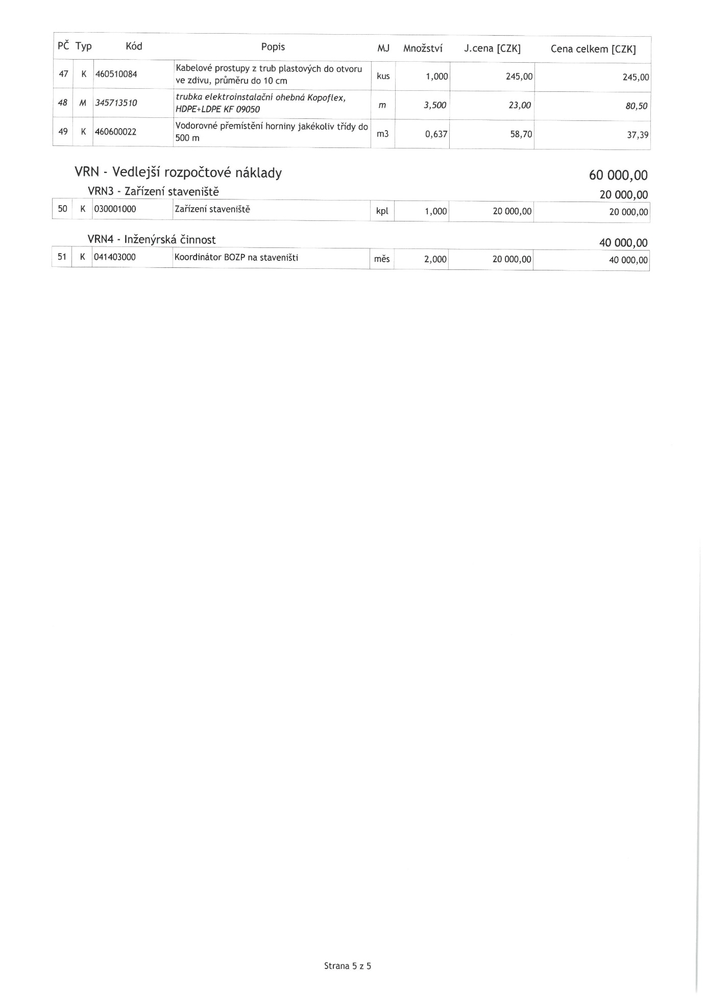 PČ Typ Kód Popis MJ Množství J.cena [CZK] Cena celkem [CZK]
47 K 460510084 Kabelové prostupy z trub plastových do otvoru
ve zdivu, průměru do 10 cm kus 1,000 245,00 245,00
48 M 345713510 trubka elektroinstalační ohebná Kopoflex,
HDPE+LDPE KF 09050 m 3,500 23,00 80,50
49 K 460600022 Vodorovné přemístění horniny jakékoliv třídy do
500 m m3 0,637 58,70 37,39
VRN - Vedlejší rozpočtové náklady 60 000,00
VRN3 - Zařízení staveniště 20 000,00
50 K 030001000 Zařízení staveniště kpl 1,000 20 000,00 20 000,00
VRN4 - Inženýrská činnost 40 000,00
51 K 041403000 Koordinátor BOZP na staveništi měs 2,000 20 000,00 40 000,00
Strana 5 z 5